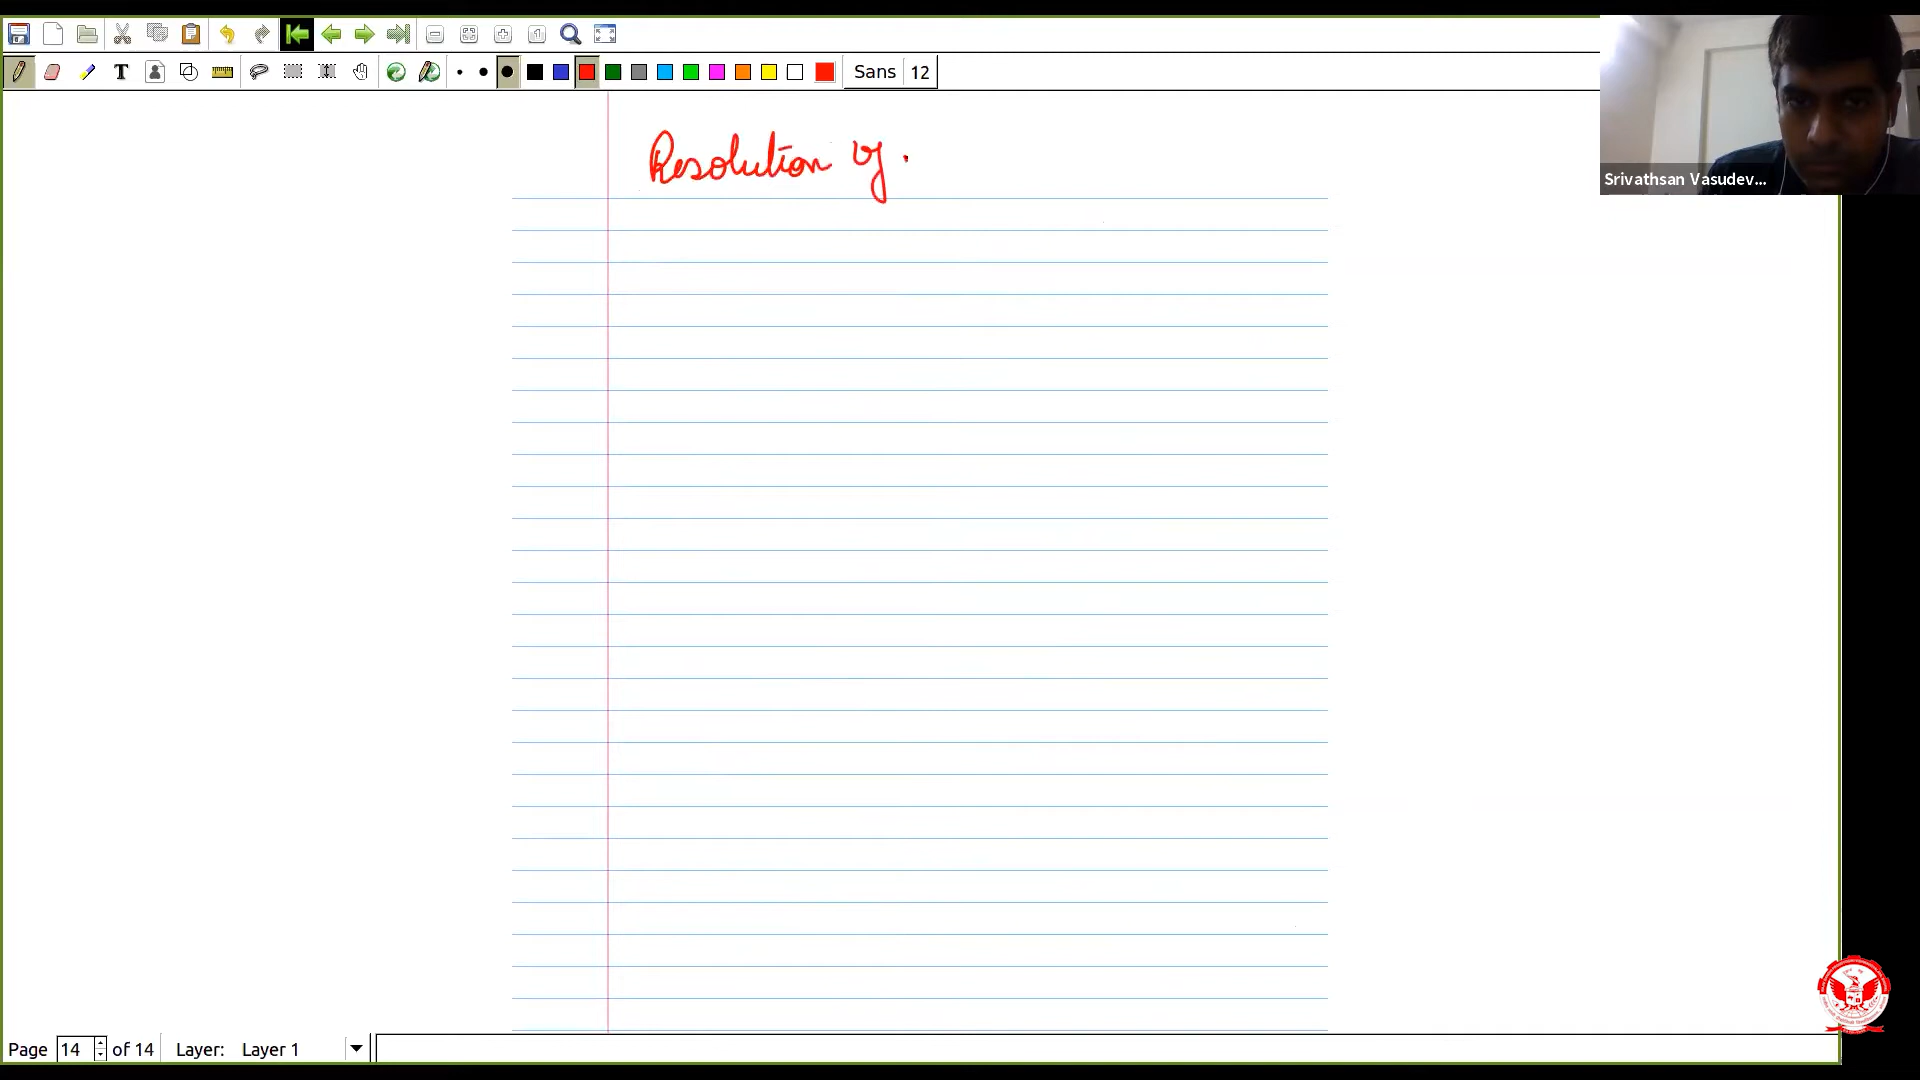 Sans 12
Srivathsan Vasudev...
Resolution of
Page 14 of 14 Layer: Layer 1